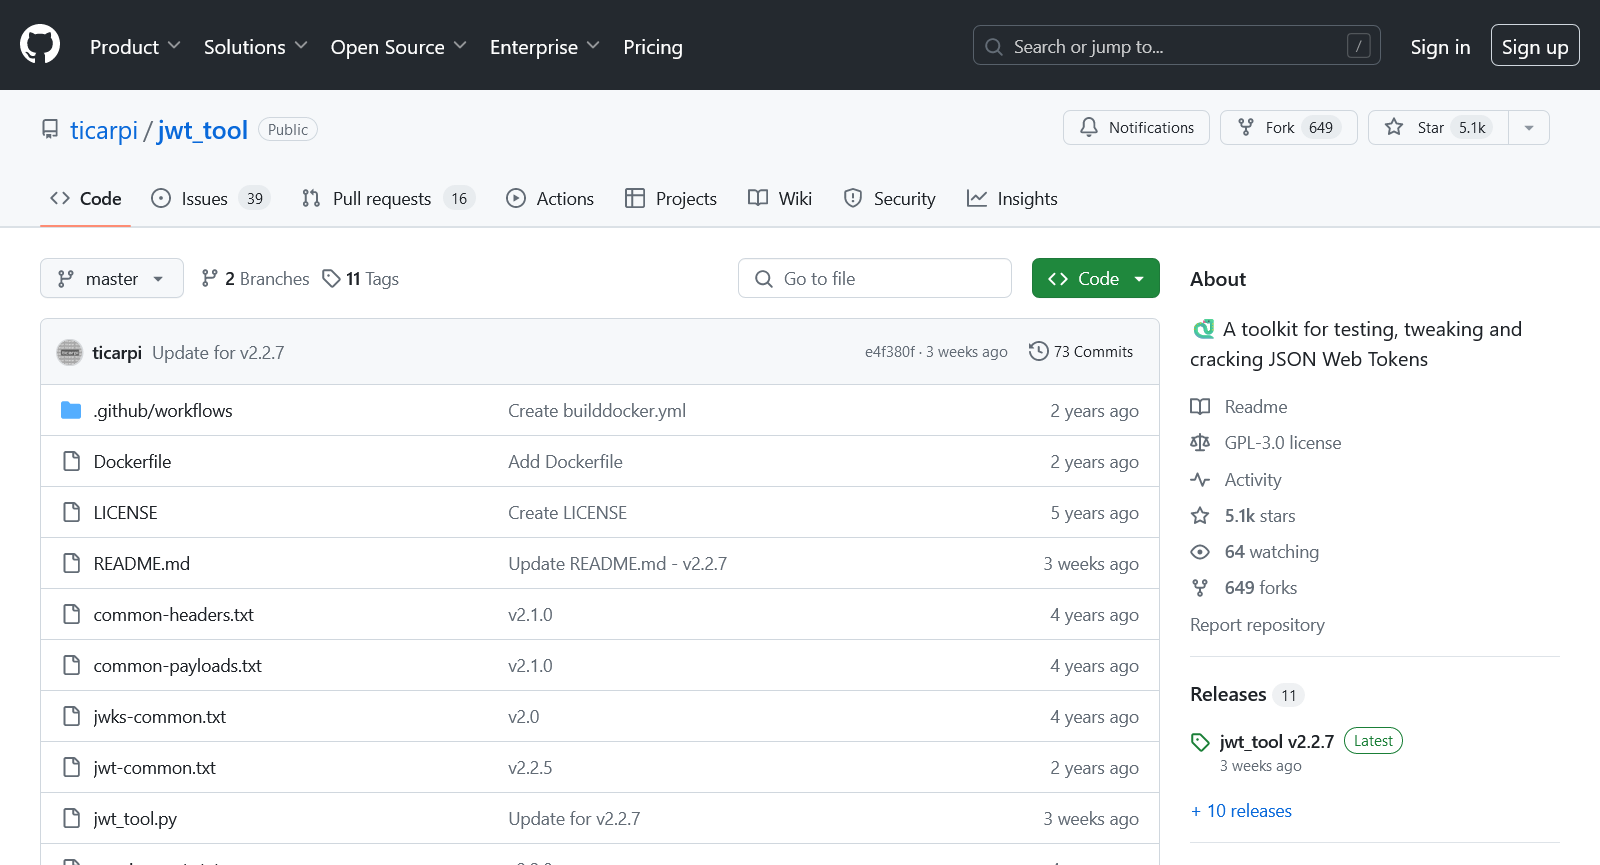 Product Solutions Open Source Enterprise Pricing Search or jump to... / Sign in Sign up
ticarpi / jwt_tool Public Notifications Fork 649 Star 5.1k
Code Issues 39 Pull requests 16 Actions Projects Wiki Security Insights
master 2 Branches 11 Tags Go to file Code
ticarpi Update for v2.2.7 e4f380f · 3 weeks ago 73 Commits
.github/workflows Create builddocker.yml 2 years ago
Dockerfile Add Dockerfile 2 years ago
LICENSE Create LICENSE 5 years ago
README.md Update README.md - v2.2.7 3 weeks ago
common-headers.txt v2.1.0 4 years ago
common-payloads.txt v2.1.0 4 years ago
jwks-common.txt v2.0 4 years ago
jwt-common.txt v2.2.5 2 years ago
jwt_tool.py Update for v2.2.7 3 weeks ago
About
A toolkit for testing, tweaking and
cracking JSON Web Tokens
Readme
GPL-3.0 license
Activity
5.1k stars
64 watching
649 forks
Report repository
Releases 11
jwt_tool v2.2.7 Latest
3 weeks ago
+ 10 releases